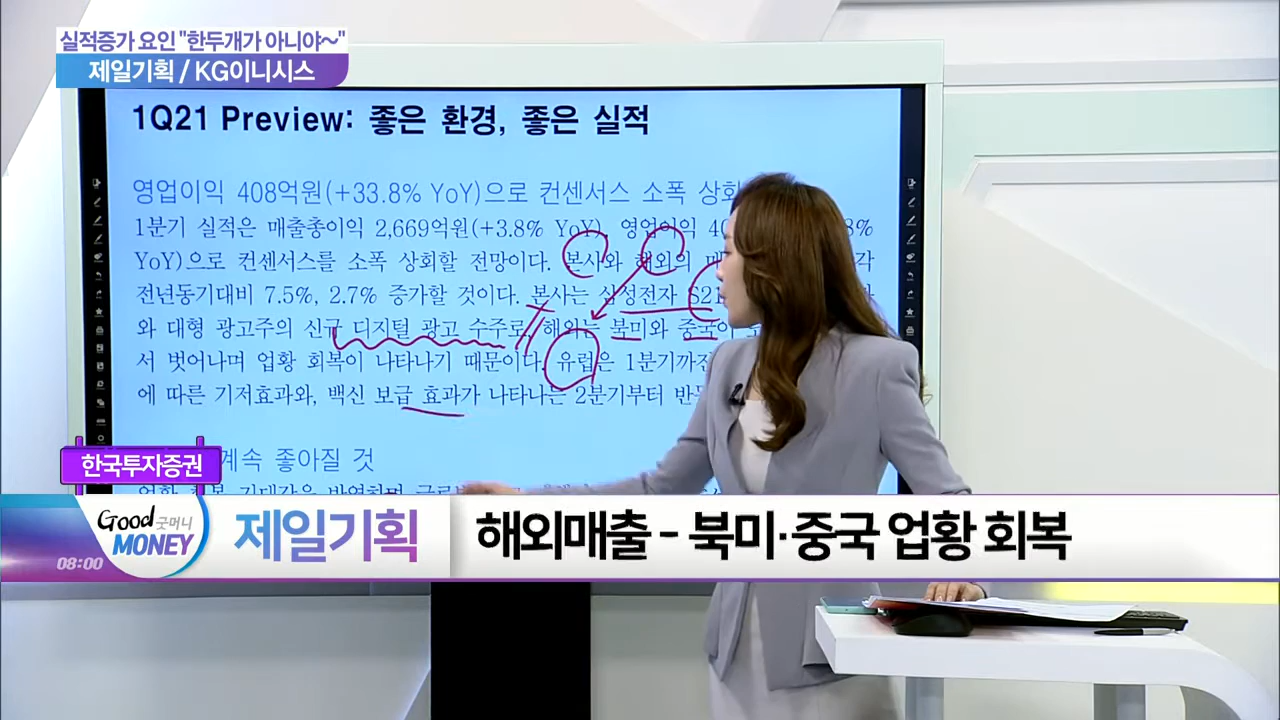 실적증가 요인 "한두개가 아니야~"
제일기획 / KG이니시스
1Q21 Preview: 좋은 환경, 좋은 실적
영업이익 408억원(+33.8% YoY)으로 컨센서스 소폭 상회
1분기 실적은 매출총이익 2,669억원(+3.8% YoY), 영업이익 40 8%
YoY)으로 컨센서스를 소폭 상회할 전망이다. 본사와 해외의 매 각
전년동기대비 7.5%, 2.7% 증가할 것이다. 본사는 삼성전자 S21
와 대형 광고주의 신규 디지털 광고 수주로, 해외는 북미와 중국이
서 벗어나며 업황 회복이 나타나기 때문이다. 유럽은 1분기까지
에 따른 기저효과와, 백신 보급 효과가 나타나는 2분기부터 반등
계속 좋아질 것
한국투자증권
Good 굿머니
MONEY
08:00
제일기획
해외매출 - 북미·중국 업황 회복